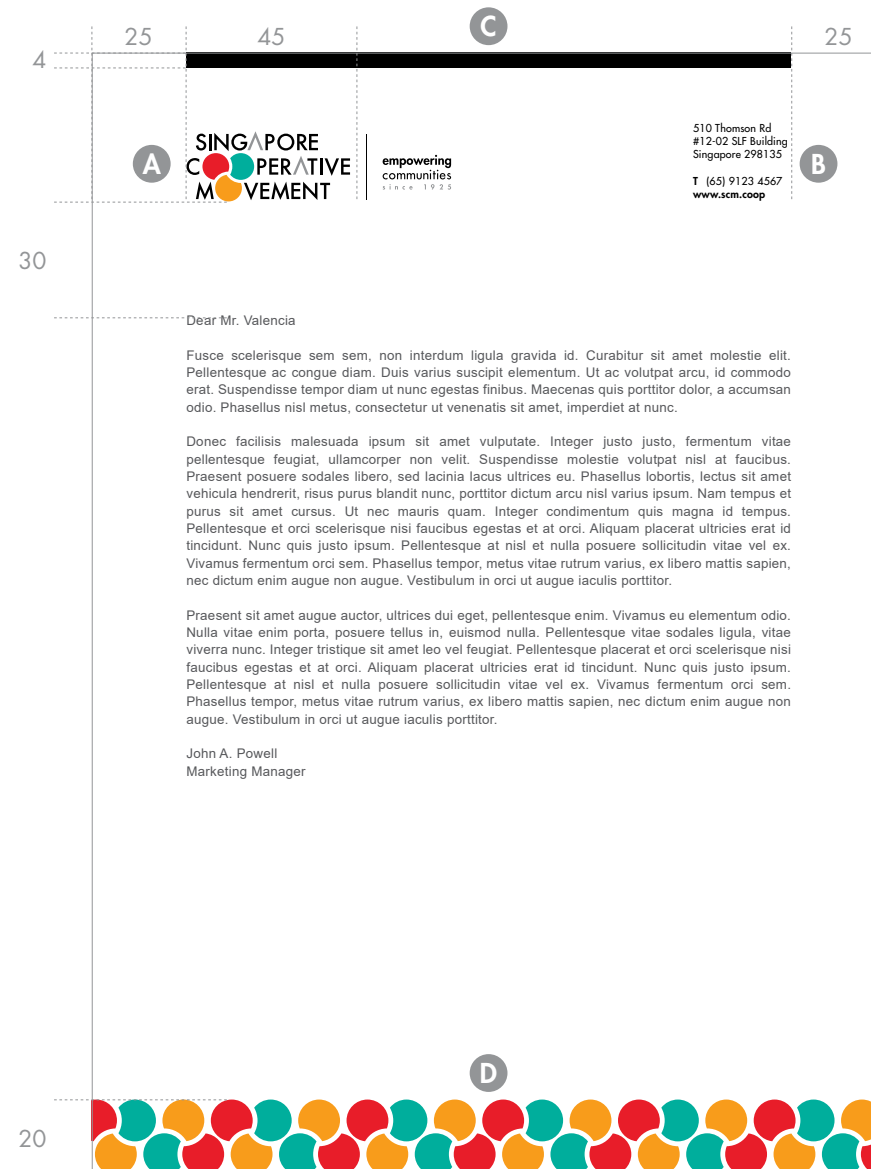 C
25 45 25
4
510 Thomson Rd
#12-02 SLF Building
Singapore 298135
T (65) 9123 4567
www.scm.coop
A
B
SINGAPORE
COOPERATIVE
MOVEMENT
empowering
communities
since 1925
30
Dear Mr. Valencia
Fusce scelerisque sem sem, non interdum ligula gravida id. Curabitur sit amet molestie elit.
Pellentesque ac congue diam. Duis varius suscipit elementum. Ut ac volutpat arcu, id commodo
erat. Suspendisse tempor diam ut nunc egestas finibus. Maecenas quis porttitor dolor, a accumsan
odio. Phasellus nisl metus, consectetur ut venenatis sit amet, imperdiet at nunc.
Donec facilisis malesuada ipsum sit amet vulputate. Integer justo justo, fermentum vitae
pellentesque feugiat, ullamcorper non velit. Suspendisse molestie volutpat nisl at faucibus.
Praesent posuere sodales libero, sed lacinia lacus ultrices eu. Phasellus lobortis, lectus sit amet
vehicula hendrerit, risus purus blandit nunc, porttitor dictum arcu nisl varius ipsum. Nam tempus et
purus sit amet cursus. Ut nec mauris quam. Integer condimentum quis magna id tempus.
Pellentesque et orci scelerisque nisi faucibus egestas et at orci. Aliquam placerat ultricies erat id
tincidunt. Nunc quis justo ipsum. Pellentesque at nisl et nulla posuere sollicitudin vitae vel ex.
Vivamus fermentum orci sem. Phasellus tempor, metus vitae rutrum varius, ex libero mattis sapien,
nec dictum enim augue non augue. Vestibulum in orci ut augue iaculis porttitor.
Praesent sit amet augue auctor, ultrices dui eget, pellentesque enim. Vivamus eu elementum odio.
Nulla vitae enim porta, posuere tellus in, euismod nulla. Pellentesque vitae sodales ligula, vitae
viverra nunc. Integer tristique sit amet leo vel feugiat. Pellentesque placerat et orci scelerisque nisi
faucibus egestas et at orci. Aliquam placerat ultricies erat id tincidunt. Nunc quis justo ipsum.
Pellentesque at nisl et nulla posuere sollicitudin vitae vel ex. Vivamus fermentum orci sem.
Phasellus tempor, metus vitae rutrum varius, ex libero mattis sapien, nec dictum enim augue non
augue. Vestibulum in orci ut augue iaculis porttitor.
John A. Powell
Marketing Manager
D
20